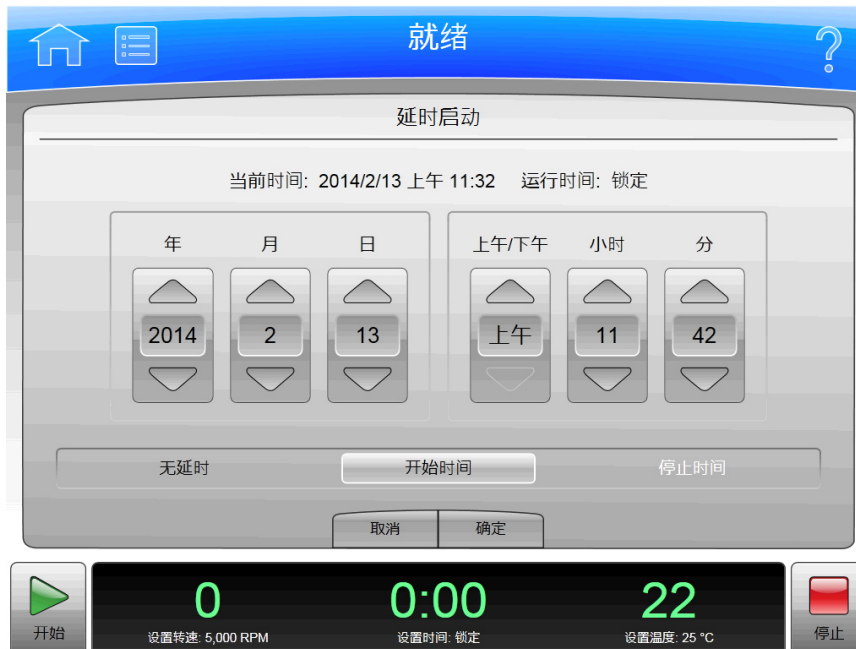 就绪
延时启动
当前时间: 2014/2/13 上午 11:32 运行时间: 锁定
年 月 日 上午/下午 小时 分
2014 2 13 上午 11 42
无延时 开始时间 停止时间
取消 确定
0 0:00 22
开始 设置转速: 5,000 RPM 设置时间: 锁定 设置温度: 25 °C 停止